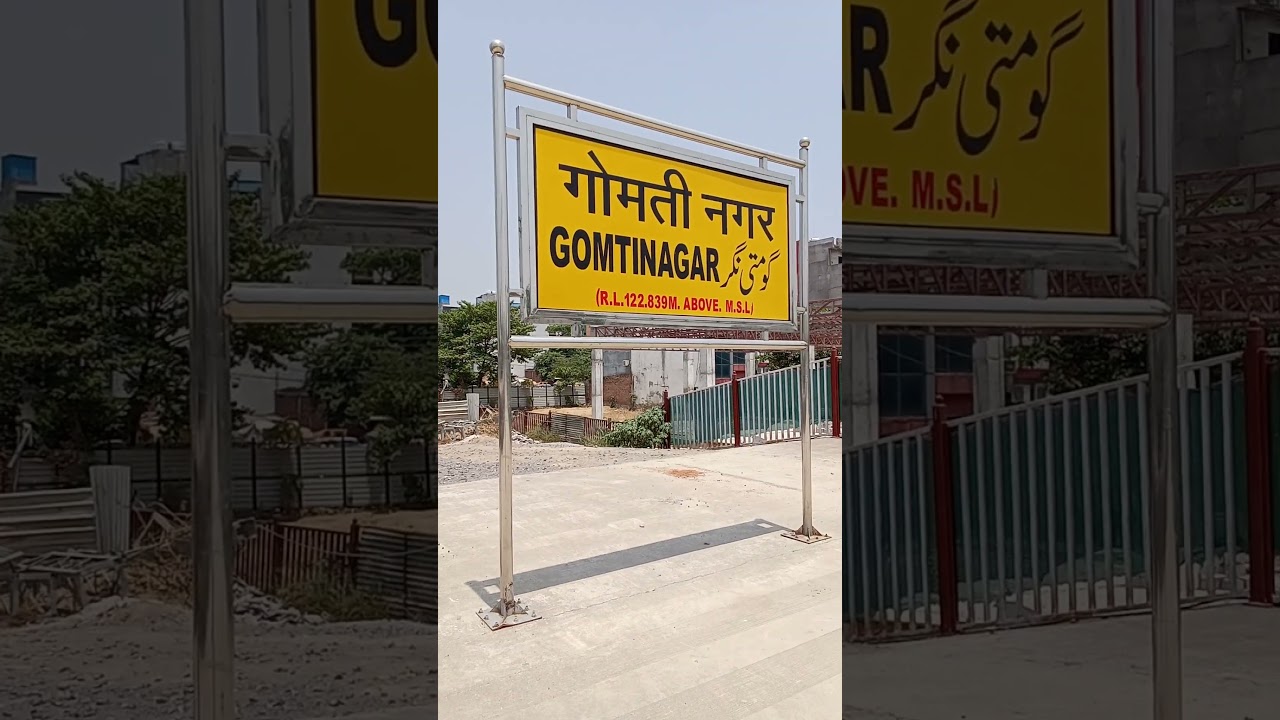 गोमती नगर
GOMTINAGAR گومتی نگر
(R.L.122.839M. ABOVE. M.S.L)